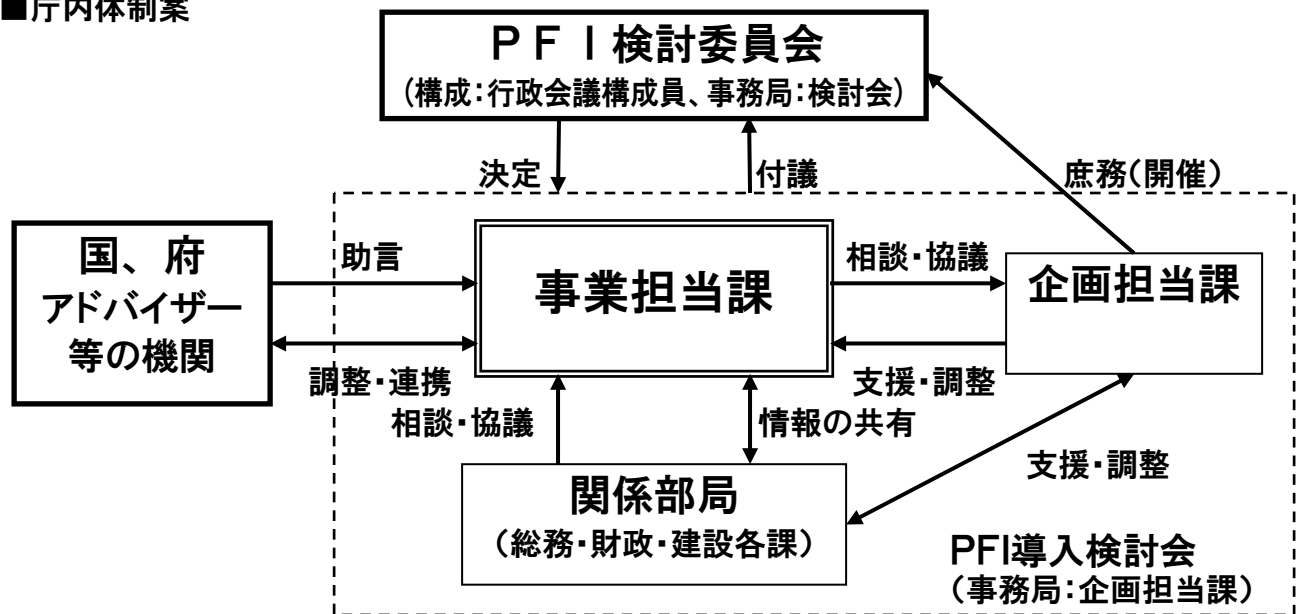 ■庁内体制案
PFI検討委員会
(構成:行政会議構成員、事務局:検討会)
決定
付議
庶務(開催)
国、府
アドバイザー
等の機関
助言
事業担当課
相談・協議
企画担当課
調整・連携
支援・調整
相談・協議
情報の共有
支援・調整
関係部局
(総務・財政・建設各課)
PFI導入検討会
(事務局:企画担当課)